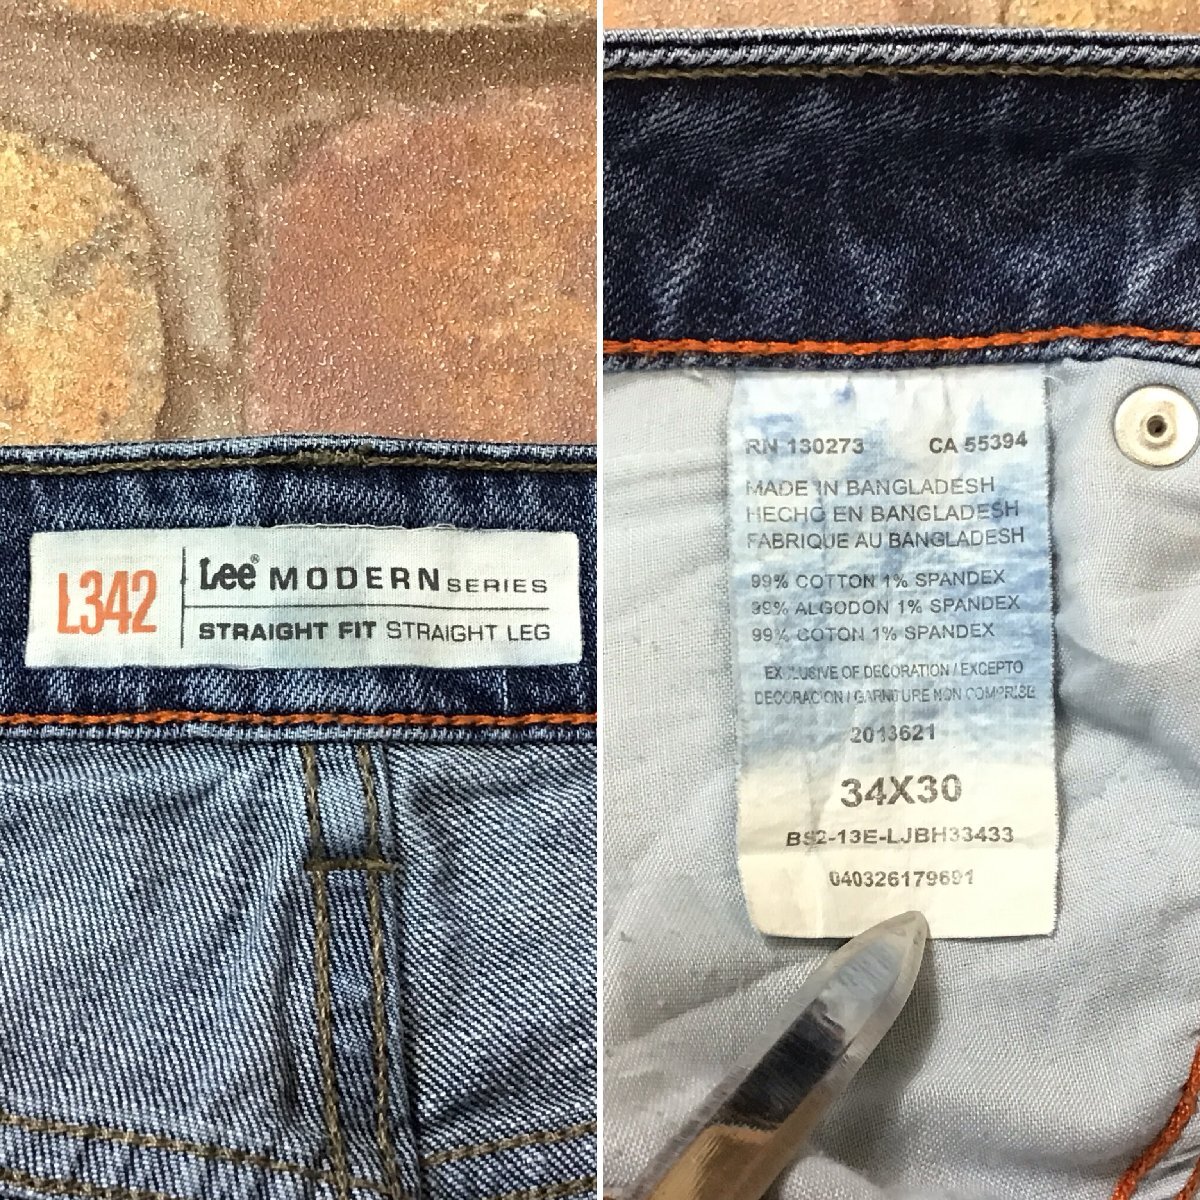 L342
Lee® MODERN SERIES
STRAIGHT FIT STRAIGHT LEG
RN 130273 CA 55394
MADE IN BANGLADESH
HECHO EN BANGLADESH
FABRIQUE AU BANGLADESH
99% COTTON 1% SPANDEX
99% ALGODON 1% SPANDEX
99% COTON 1% SPANDEX
EXCLUSIVE OF DECORATION / EXCEPTO
DECORACION / GARNITURE NON COMPRISE
2013621
34X30
BS2-13E-LJBH33433
040326179691